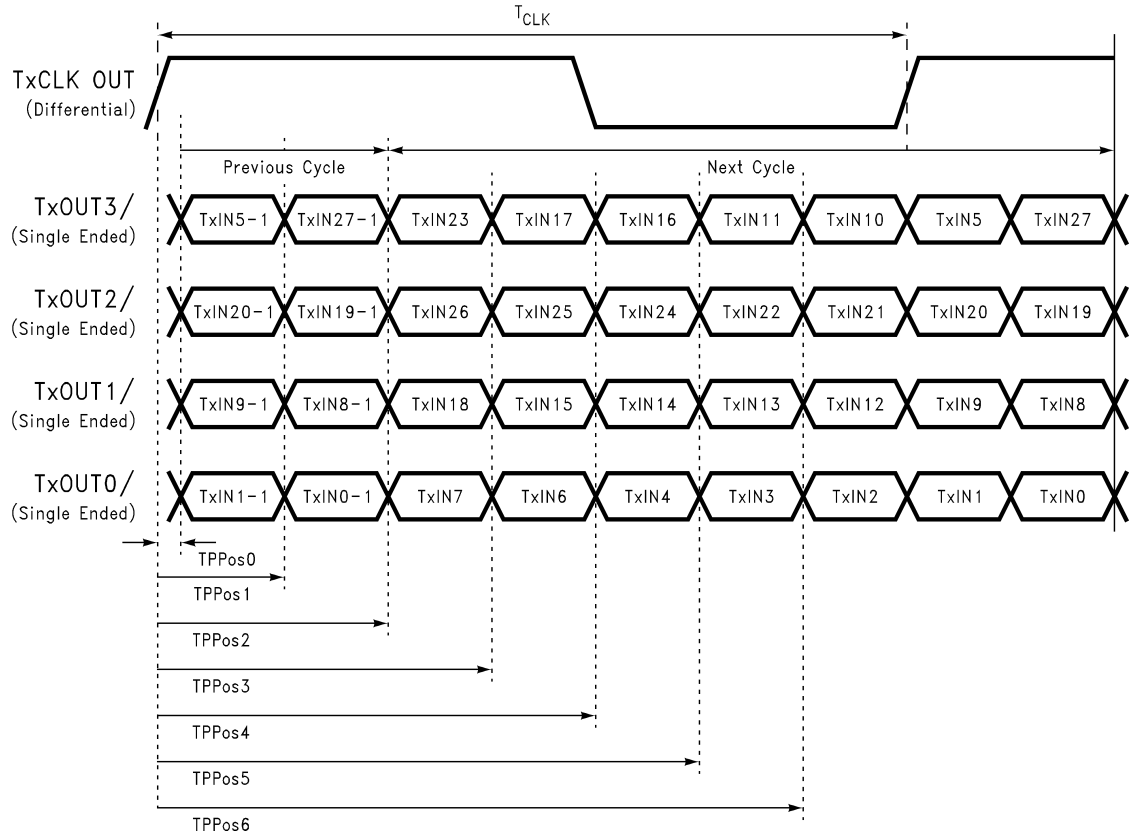 TCLK
TxCLK OUT
(Differential)
Previous Cycle
Next Cycle
TxOUT3/
(Single Ended)
TxIN5-1 TxIN27-1 TxIN23 TxIN17 TxIN16 TxIN11 TxIN10 TxIN5 TxIN27
TxOUT2/
(Single Ended)
TxIN20-1 TxIN19-1 TxIN26 TxIN25 TxIN24 TxIN22 TxIN21 TxIN20 TxIN19
TxOUT1/
(Single Ended)
TxIN9-1 TxIN8-1 TxIN18 TxIN15 TxIN14 TxIN13 TxIN12 TxIN9 TxIN8
TxOUT0/
(Single Ended)
TxIN1-1 TxIN0-1 TxIN7 TxIN6 TxIN4 TxIN3 TxIN2 TxIN1 TxIN0
TPPos0
TPPos1
TPPos2
TPPos3
TPPos4
TPPos5
TPPos6